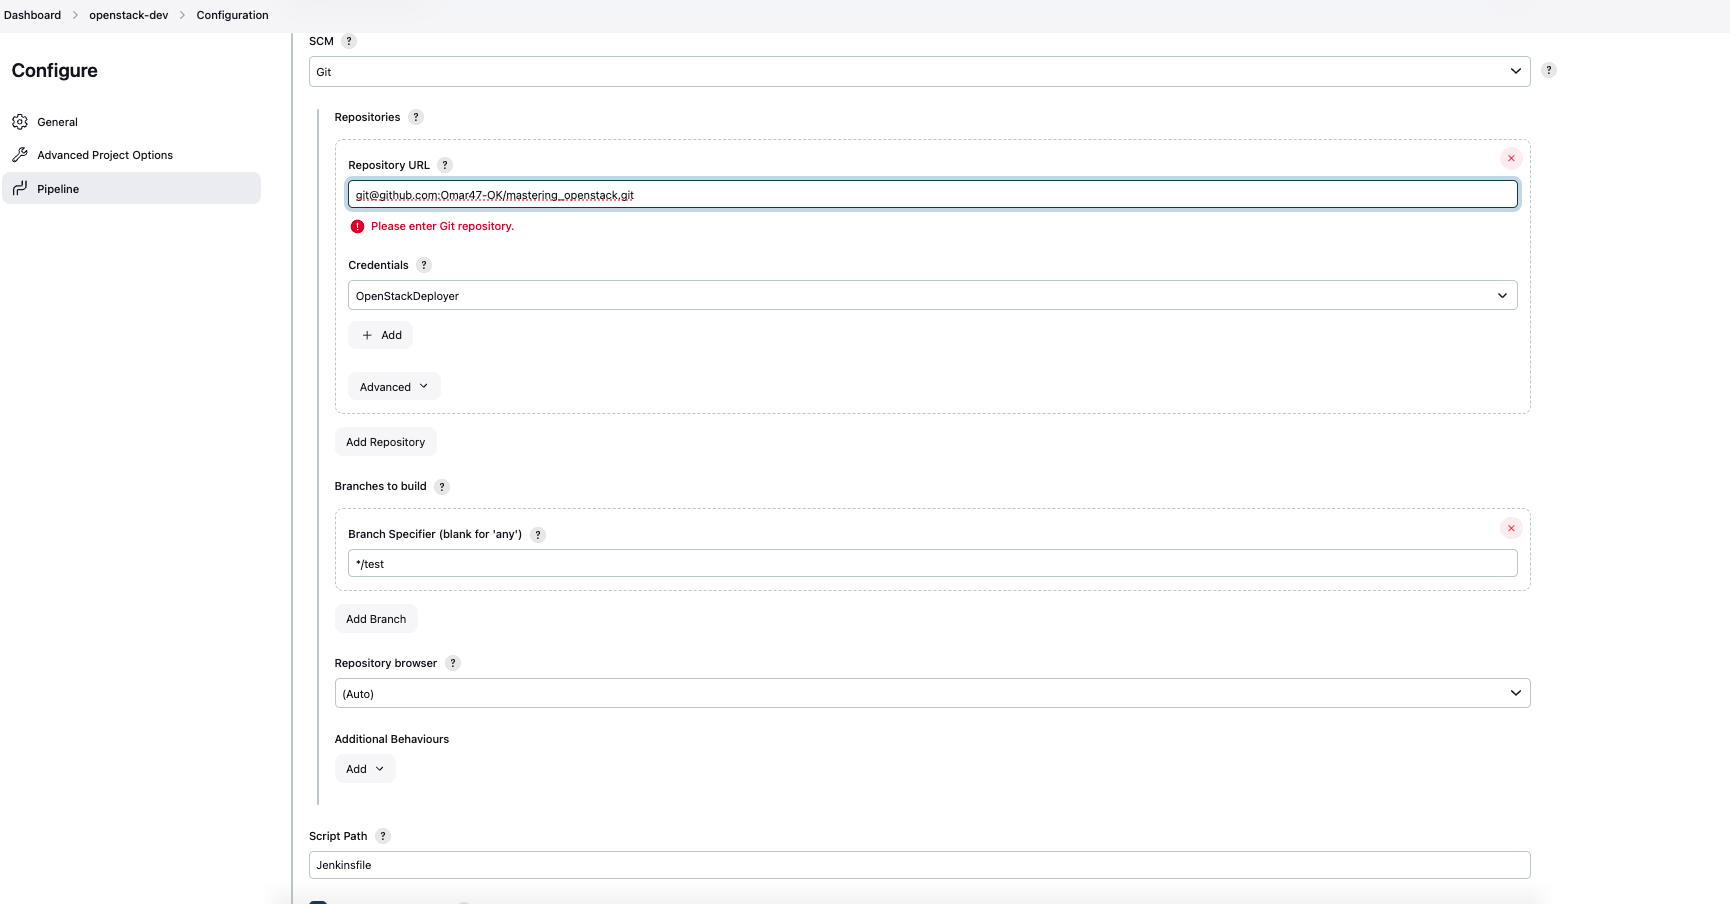 Dashboard > openstack-dev > Configuration
Configure
General
Advanced Project Options
Pipeline
SCM ?
Git
?
Repositories ?
Repository URL ?
git@github.com:Omar47-OK/mastering_openstack.git
! Please enter Git repository.
Credentials ?
OpenStackDeployer
+ Add
Advanced
Add Repository
Branches to build ?
Branch Specifier (blank for 'any') ?
*/test
Add Branch
Repository browser ?
(Auto)
Additional Behaviours
Add
Script Path ?
Jenkinsfile